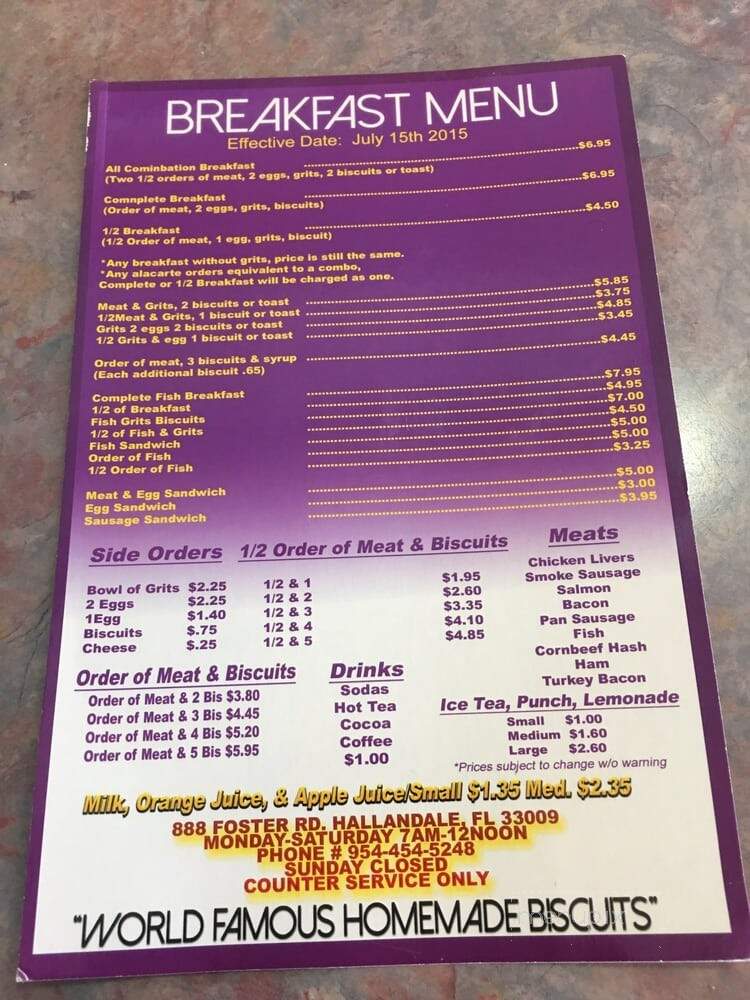 BREAKFAST MENU
Effective Date: July 15th 2015
All Cominbation Breakfast ........ $6.95
(Two 1/2 orders of meat, 2 eggs, grits, 2 biscuits or toast)
Comnplete Breakfast ........ $6.95
(Order of meat, 2 eggs, grits, biscuits)
1/2 Breakfast ........ $4.50
(1/2 Order of meat, 1 egg, grits, biscuit)
*Any breakfast without grits, price is still the same.
*Any alacarte orders equivalent to a combo,
Complete or 1/2 Breakfast will be charged as one.
Meat & Grits, 2 biscuits or toast ........ $5.85
1/2Meat & Grits, 1 biscuit or toast ........ $3.75
Grits 2 eggs 2 biscuits or toast ........ $4.85
1/2 Grits & egg 1 biscuit or toast ........ $3.45
Order of meat, 3 biscuits & syrup ........ $4.45
(Each additional biscuit .65)
Complete Fish Breakfast ........ $7.95
1/2 of Breakfast ........ $4.95
Fish Grits Biscuits ........ $7.00
1/2 of Fish & Grits ........ $4.50
Fish Sandwich ........ $5.00
Order of Fish ........ $5.00
1/2 Order of Fish ........ $3.25
Meat & Egg Sandwich ........ $5.00
Egg Sandwich ........ $3.00
Sausage Sandwich ........ $3.95
Side Orders
Bowl of Grits $2.25
2 Eggs $2.25
1Egg $1.40
Biscuits $.75
Cheese $.25
1/2 Order of Meat & Biscuits
1/2 & 1 $1.95
1/2 & 2 $2.60
1/2 & 3 $3.35
1/2 & 4 $4.10
1/2 & 5 $4.85
Meats
Chicken Livers
Smoke Sausage
Salmon
Bacon
Pan Sausage
Fish
Cornbeef Hash
Ham
Turkey Bacon
Order of Meat & Biscuits
Order of Meat & 2 Bis $3.80
Order of Meat & 3 Bis $4.45
Order of Meat & 4 Bis $5.20
Order of Meat & 5 Bis $5.95
Drinks
Sodas
Hot Tea
Cocoa
Coffee
$1.00
Ice Tea, Punch, Lemonade
Small $1.00
Medium $1.60
Large $2.60
*Prices subject to change w/o warning
Milk, Orange Juice, & Apple Juice/Small $1.35 Med. $2.35
888 FOSTER RD. HALLANDALE, FL 33009
MONDAY-SATURDAY 7AM-12NOON
PHONE # 954-454-5248
SUNDAY CLOSED
COUNTER SERVICE ONLY
"WORLD FAMOUS HOMEMADE BISCUITS"